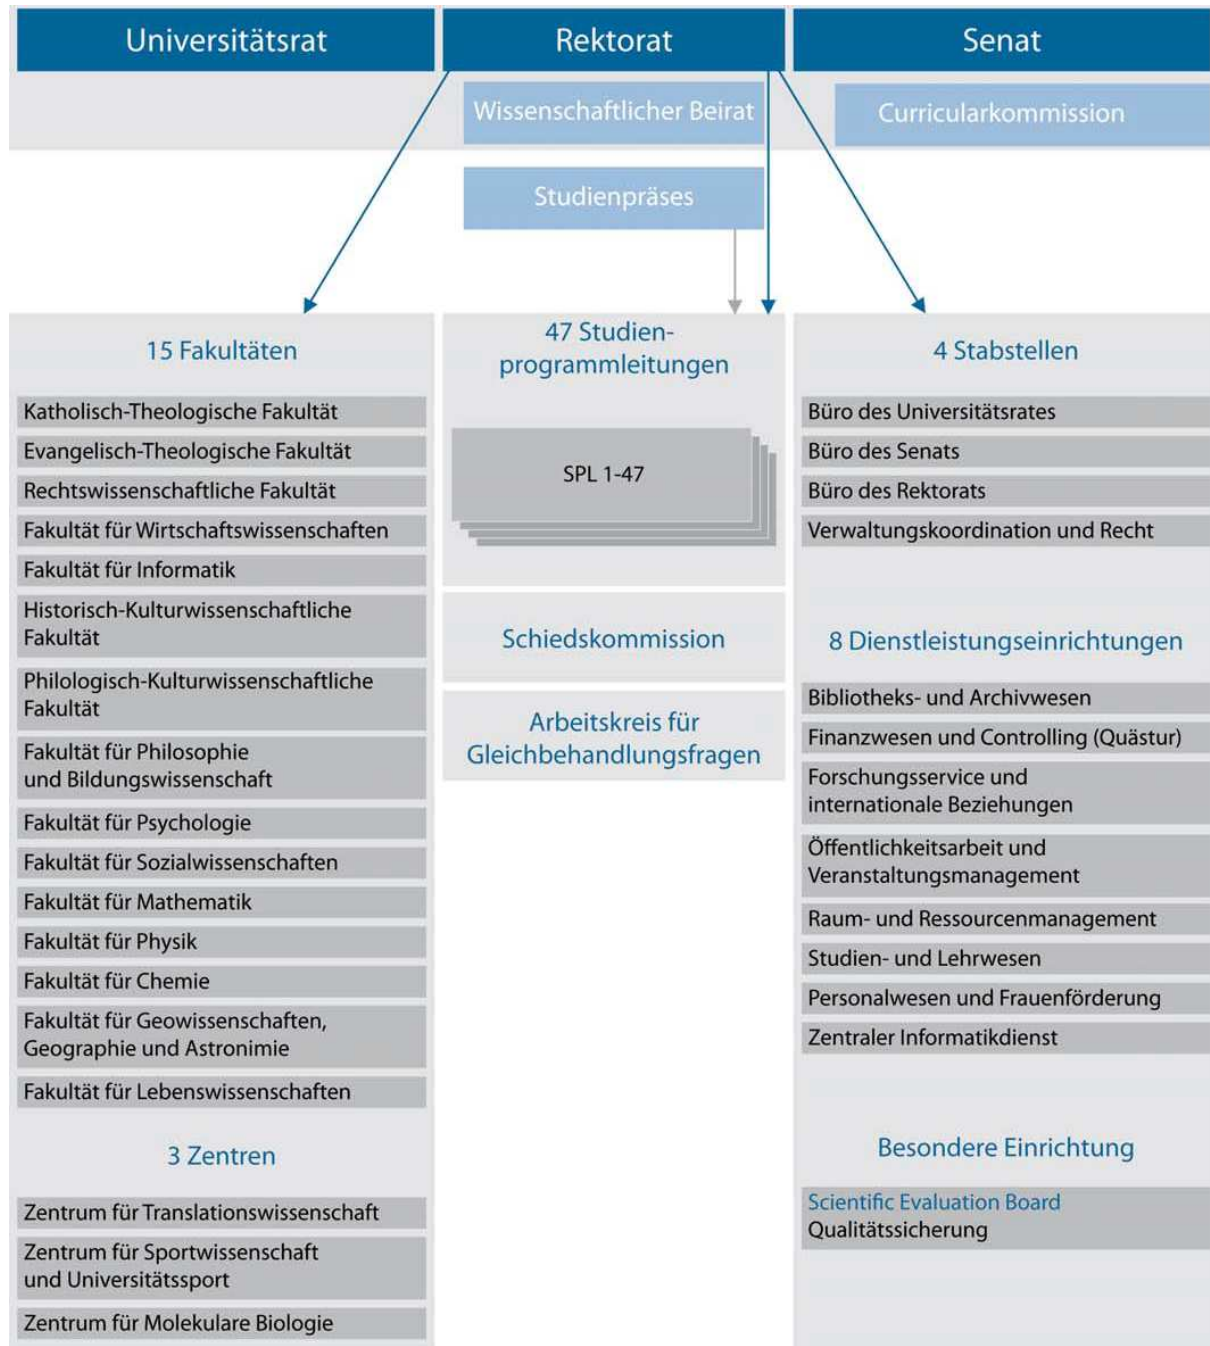 Universitätsrat
Rektorat
Senat
Wissenschaftlicher Beirat
Curricularkommission
Studienpräses
15 Fakultäten
Katholisch-Theologische Fakultät
Evangelisch-Theologische Fakultät
Rechtswissenschaftliche Fakultät
Fakultät für Wirtschaftswissenschaften
Fakultät für Informatik
Historisch-Kulturwissenschaftliche
Fakultät
Philologisch-Kulturwissenschaftliche
Fakultät
Fakultät für Philosophie
und Bildungswissenschaft
Fakultät für Psychologie
Fakultät für Sozialwissenschaften
Fakultät für Mathematik
Fakultät für Physik
Fakultät für Chemie
Fakultät für Geowissenschaften,
Geographie und Astronimie
Fakultät für Lebenswissenschaften
3 Zentren
Zentrum für Translationswissenschaft
Zentrum für Sportwissenschaft
und Universitätssport
Zentrum für Molekulare Biologie
47 Studien-
programmleitungen
SPL 1-47
Schiedskommission
Arbeitskreis für
Gleichbehandlungsfragen
4 Stabstellen
Büro des Universitätsrates
Büro des Senats
Büro des Rektorats
Verwaltungskoordination und Recht
8 Dienstleistungseinrichtungen
Bibliotheks- und Archivwesen
Finanzwesen und Controlling (Quästur)
Forschungsservice und
internationale Beziehungen
Öffentlichkeitsarbeit und
Veranstaltungsmanagement
Raum- und Ressourcenmanagement
Studien- und Lehrwesen
Personalwesen und Frauenförderung
Zentraler Informatikdienst
Besondere Einrichtung
Scientific Evaluation Board
Qualitätssicherung